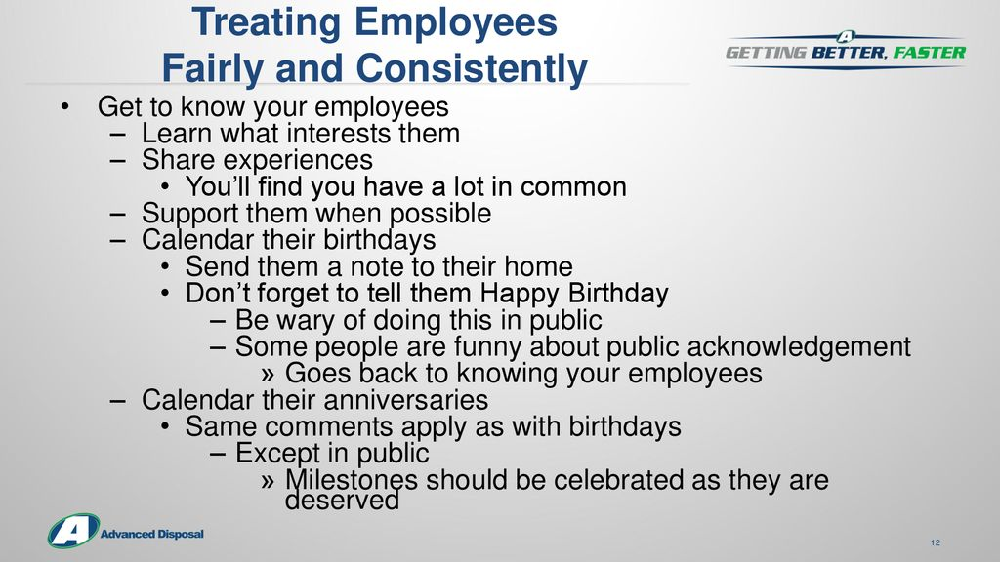 Treating Employees
Fairly and Consistently
A
GETTING BETTER, FASTER
• Get to know your employees
– Learn what interests them
– Share experiences
• You’ll find you have a lot in common
– Support them when possible
– Calendar their birthdays
• Send them a note to their home
• Don’t forget to tell them Happy Birthday
– Be wary of doing this in public
– Some people are funny about public acknowledgement
» Goes back to knowing your employees
– Calendar their anniversaries
• Same comments apply as with birthdays
– Except in public
» Milestones should be celebrated as they are
deserved
A Advanced Disposal
12